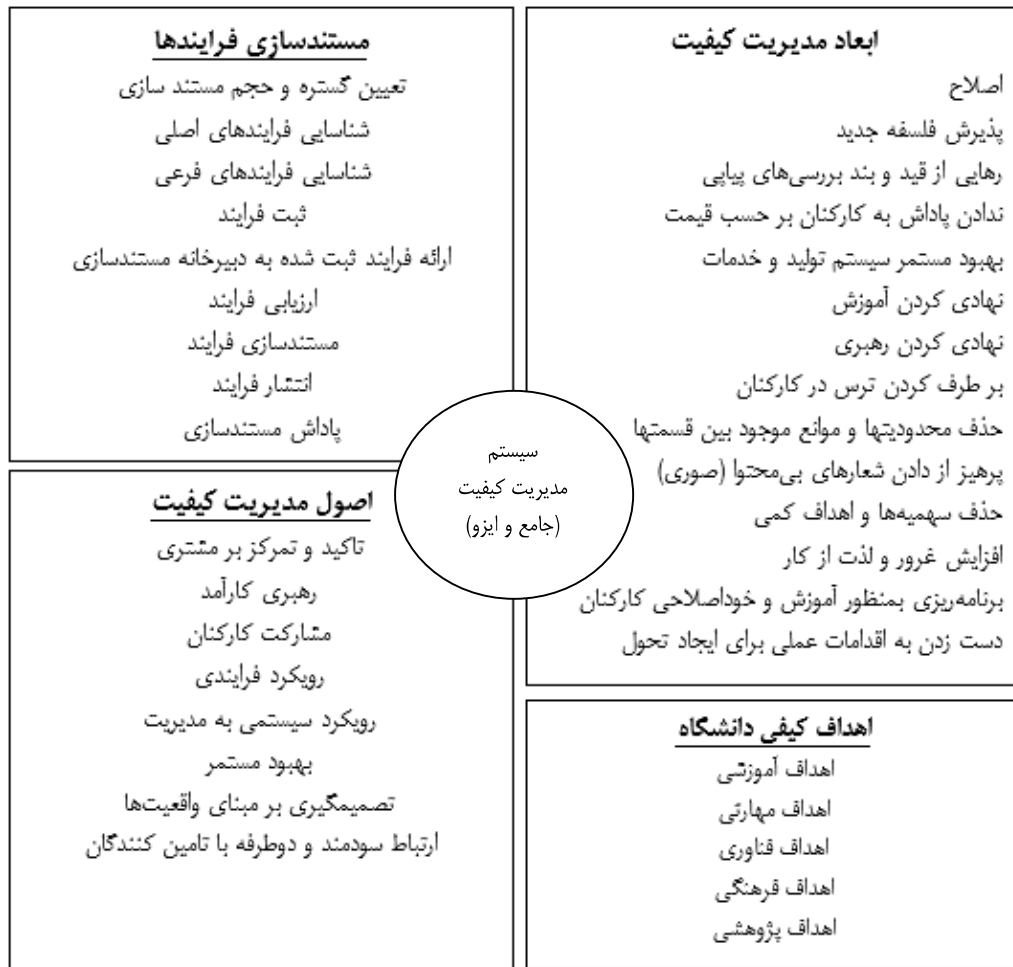 ابعاد مدیریت کیفیت
اصلاح
پذیرش فلسفه جدید
رهایی از قید و بند بررسی‌های پیاپی
ندادن پاداش به کارکنان بر حسب قیمت
بهبود مستمر سیستم تولید و خدمات
نهادی کردن آموزش
نهادی کردن رهبری
بر طرف کردن ترس در کارکنان
حذف محدودیتها و موانع موجود بین قسمتها
پرهیز از دادن شعارهای بی‌محتوا (صوری)
حذف سهمیه‌ها و اهداف کمی
افزایش غرور و لذت از کار
برنامه‌ریزی بمنظور آموزش و خوداصلاحی کارکنان
دست زدن به اقدامات عملی برای ایجاد تحول
مستندسازی فرایندها
تعیین گستره و حجم مستند سازی
شناسایی فرایندهای اصلی
شناسایی فرایندهای فرعی
ثبت فرایند
ارائه فرایند ثبت شده به دبیرخانه مستندسازی
ارزیابی فرایند
مستندسازی فرایند
انتشار فرایند
پاداش مستندسازی
سیستم
مدیریت کیفیت
(جامع و ایزو)
اصول مدیریت کیفیت
تاکید و تمرکز بر مشتری
رهبری کارآمد
مشارکت کارکنان
رویکرد فرایندی
رویکرد سیستمی به مدیریت
بهبود مستمر
تصمیمگیری بر مبنای واقعیت‌ها
ارتباط سودمند و دوطرفه با تامین کنندگان
اهداف کیفی دانشگاه
اهداف آموزشی
اهداف مهارتی
اهداف فناوری
اهداف فرهنگی
اهداف پژوهشی